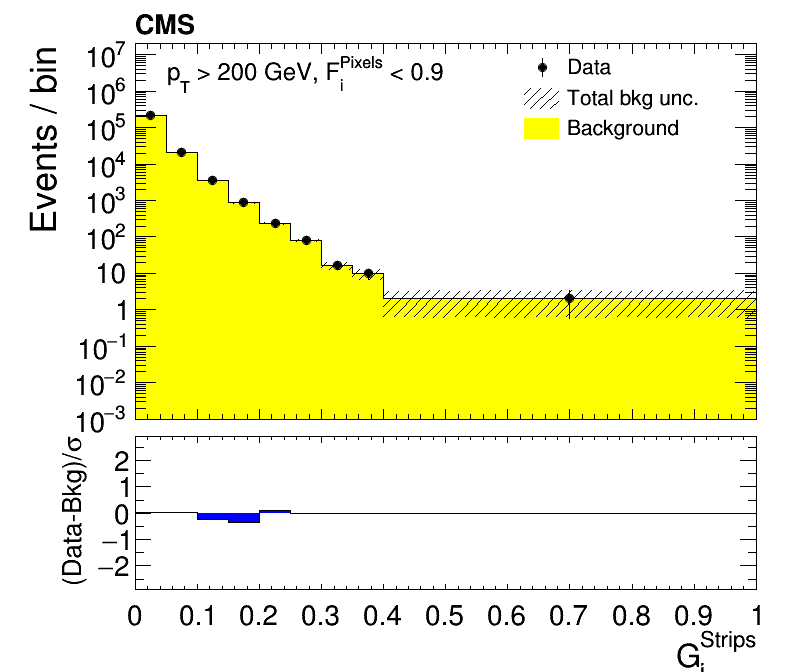 CMS
p_T > 200 GeV, F_i^Pixels < 0.9
Data
Total bkg unc.
Background
Events / bin
10^7
10^6
10^5
10^4
10^3
10^2
10
1
10^−1
10^−2
10^−3
(Data-Bkg)/σ
2
1
0
−1
−2
0 0.1 0.2 0.3 0.4 0.5 0.6 0.7 0.8 0.9 1
G_i^Strips